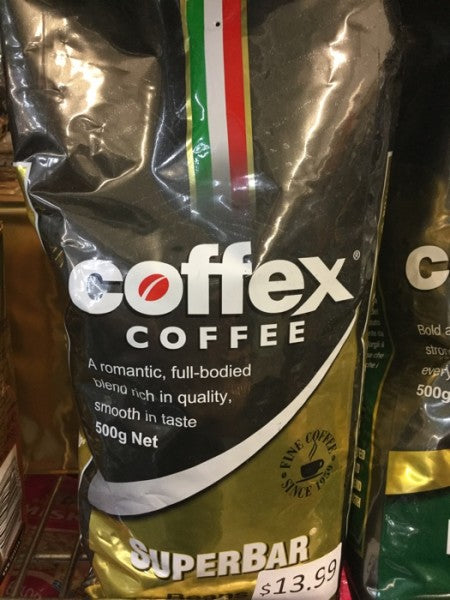 coffex®
COFFEE
A romantic, full-bodied
blend rich in quality,
smooth in taste
500g Net
FINE COFFEE
SINCE 1959
SUPERBAR
$13.99
C
Bold a
stron
every
500g